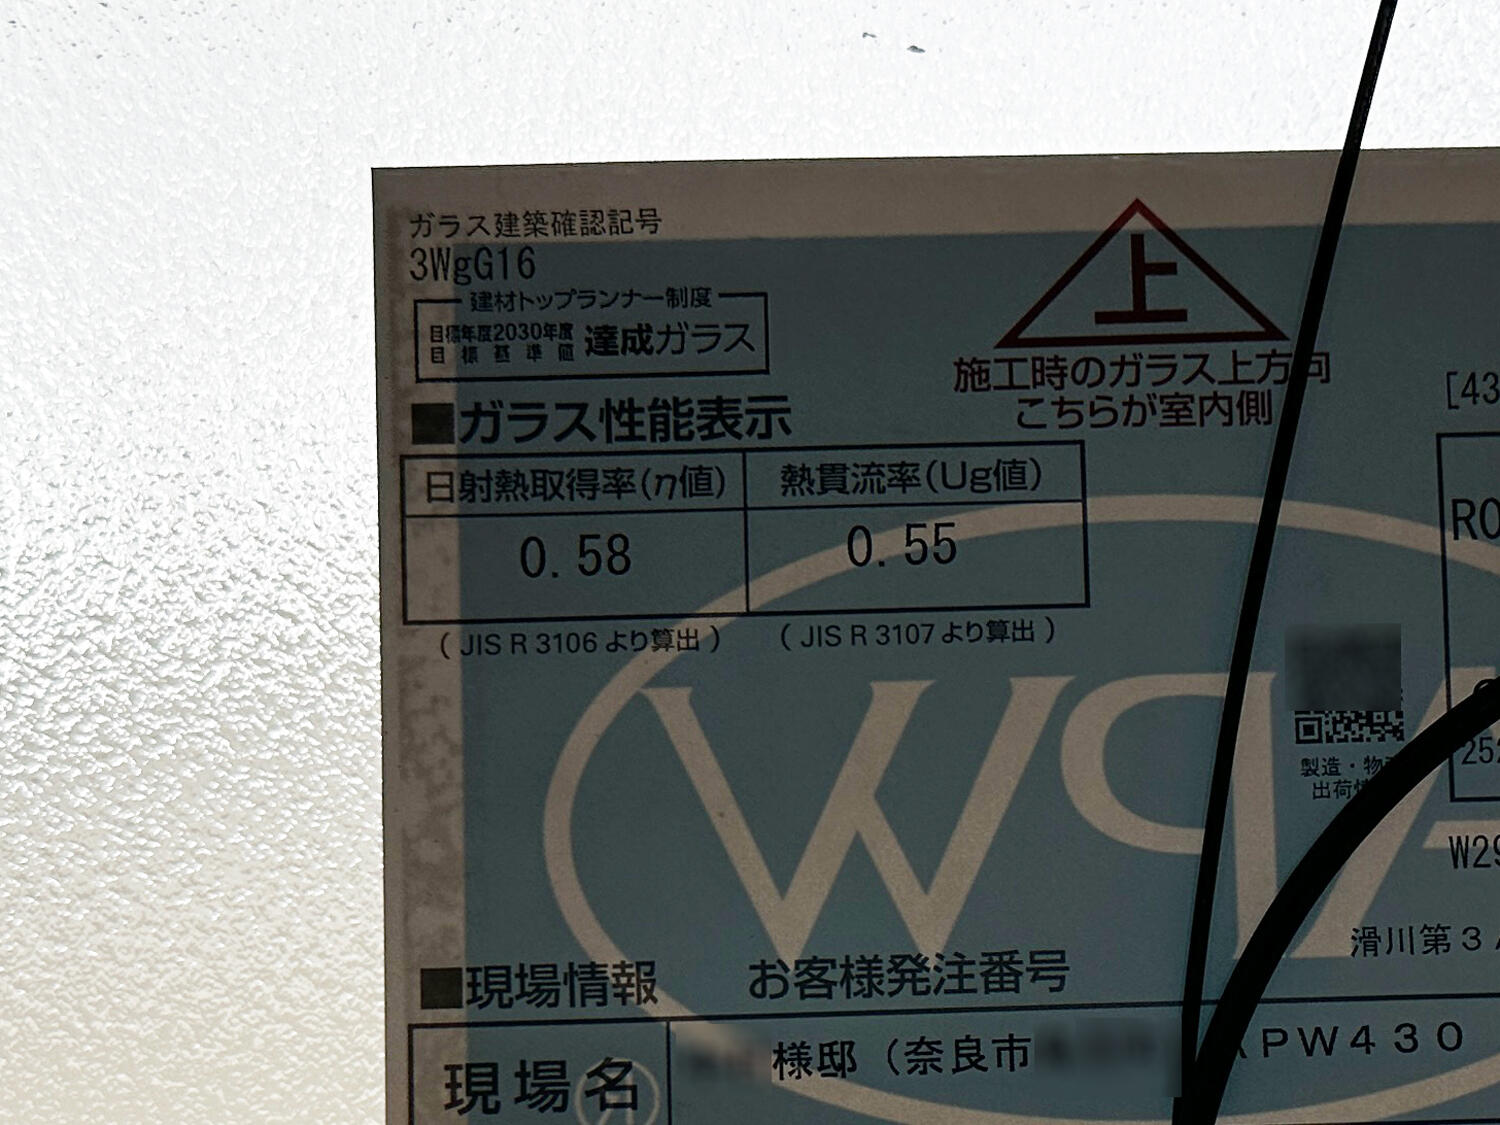 ガラス建築確認記号
3WgG16
建材トップランナー制度
目標年度2030年度
目標基準値
達成ガラス
上
施工時のガラス上方向
こちらが室内側
■ガラス性能表示
日射熱取得率(η値)
熱貫流率(Ug値)
0.58
0.55
(JIS R 3106より算出)
(JIS R 3107より算出)
[43
RO
252
W29
製造・物
出荷
滑川第3
■現場情報
お客様発注番号
現場名
様邸(奈良市
APW430